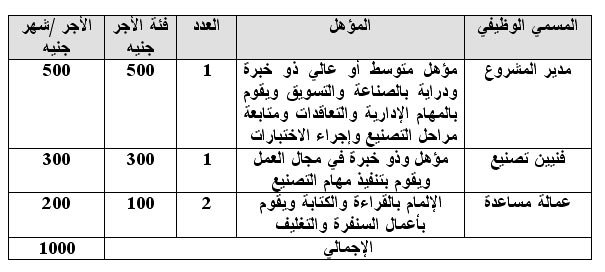 المسمي الوظيفي المؤهل العدد فئة الأجر جنيه الأجر /شهر جنيه
مدير المشروع مؤهل متوسط أو عالي ذو خبرة 1 500 500
ودراية بالصناعة والتسويق ويقوم
بالمهام الإدارية والتعاقدات ومتابعة
مراحل التصنيع وإجراء الاختبارات
فنيين تصنيع مؤهل وذو خبرة في مجال العمل 1 300 300
ويقوم بتنفيذ مهام التصنيع
عمالة مساعدة الإلمام بالقراءة والكتابة ويقوم 2 100 200
بأعمال السنفرة والتغليف
الإجمالي 1000